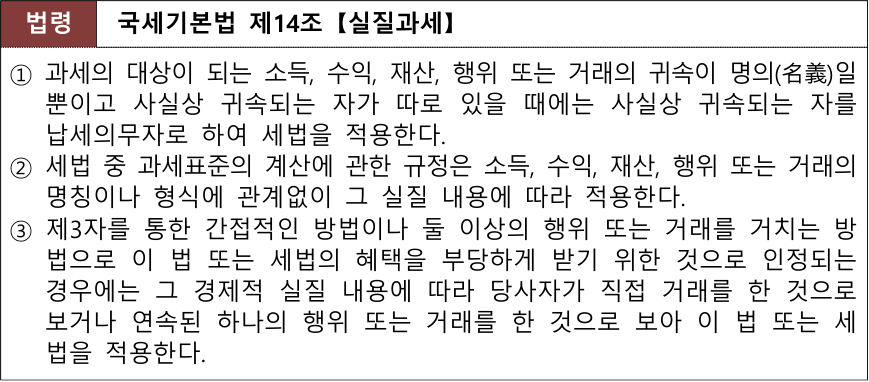 법령 국세기본법 제14조【실질과세】
① 과세의 대상이 되는 소득, 수익, 재산, 행위 또는 거래의 귀속이 명의(名義)일
뿐이고 사실상 귀속되는 자가 따로 있을 때에는 사실상 귀속되는 자를
납세의무자로 하여 세법을 적용한다.
② 세법 중 과세표준의 계산에 관한 규정은 소득, 수익, 재산, 행위 또는 거래의
명칭이나 형식에 관계없이 그 실질 내용에 따라 적용한다.
③ 제3자를 통한 간접적인 방법이나 둘 이상의 행위 또는 거래를 거치는 방
법으로 이 법 또는 세법의 혜택을 부당하게 받기 위한 것으로 인정되는
경우에는 그 경제적 실질 내용에 따라 당사자가 직접 거래를 한 것으로
보거나 연속된 하나의 행위 또는 거래를 한 것으로 보아 이 법 또는 세
법을 적용한다.